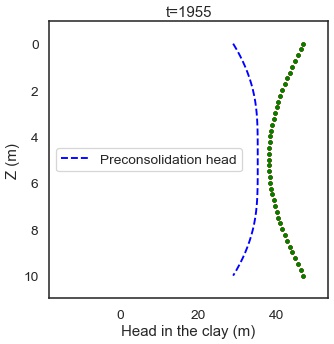 t=1955
0
2
4
6
8
10
Z (m)
Preconsolidation head
0
20
40
Head in the clay (m)